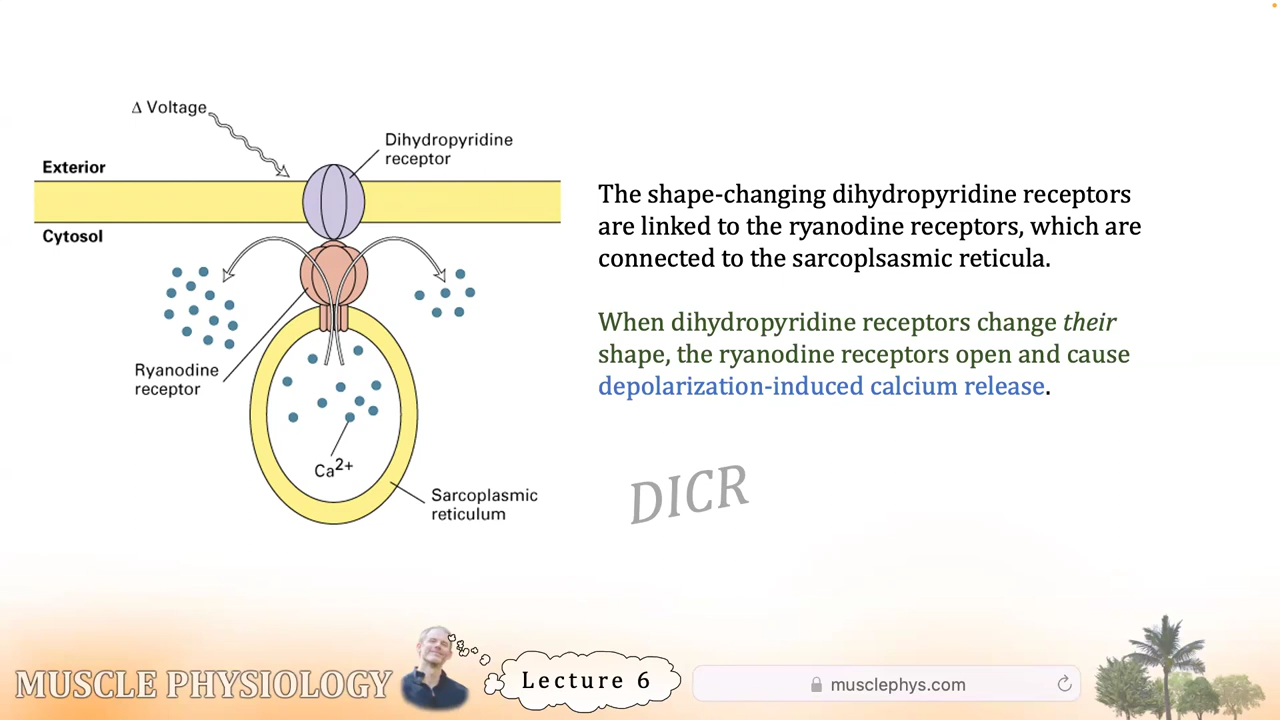 Δ Voltage
Dihydropyridine
receptor
Exterior
Cytosol
Ryanodine
receptor
Ca2+
Sarcoplasmic
reticulum
The shape-changing dihydropyridine receptors
are linked to the ryanodine receptors, which are
connected to the sarcoplsasmic reticula.
When dihydropyridine receptors change their
shape, the ryanodine receptors open and cause
depolarization-induced calcium release.
DICR
MUSCLE PHYSIOLOGY
Lecture 6
musclephys.com